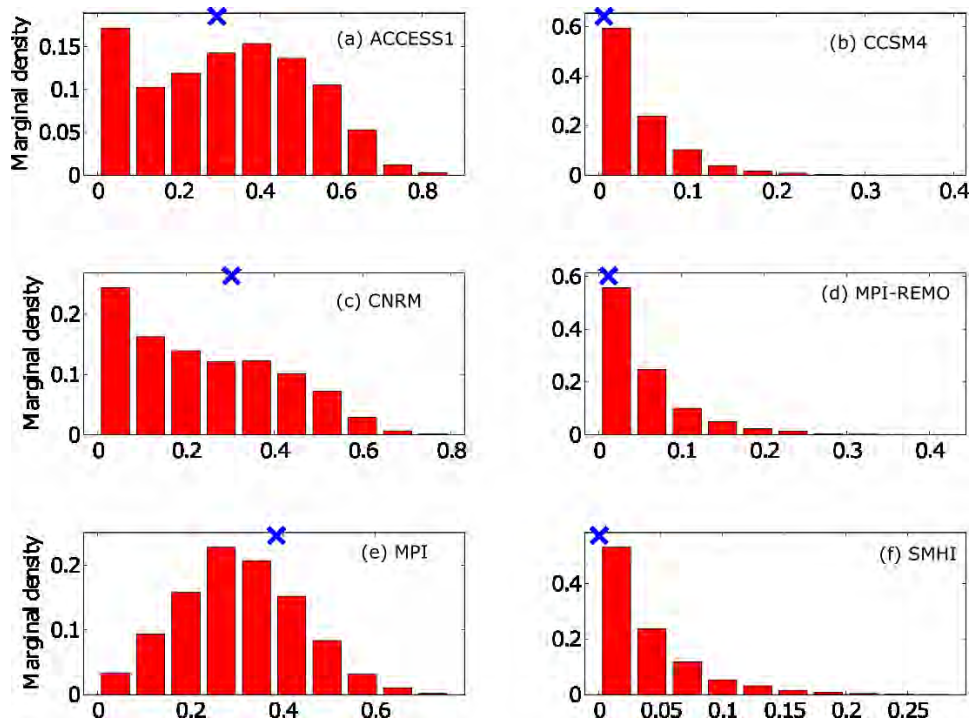 0.15
0.1
0.05
0
Marginal density
(a) ACCESS1
0 0.2 0.4 0.6 0.8
0.6
0.4
0.2
0
(b) CCSM4
0 0.1 0.2 0.3 0.4
0.2
0.1
0
Marginal density
(c) CNRM
0 0.2 0.4 0.6 0.8
0.6
0.4
0.2
0
(d) MPI-REMO
0 0.1 0.2 0.3 0.4
0.2
0.1
0
Marginal density
(e) MPI
0 0.2 0.4 0.6
0.4
0.2
0
(f) SMHI
0 0.05 0.1 0.15 0.2 0.25